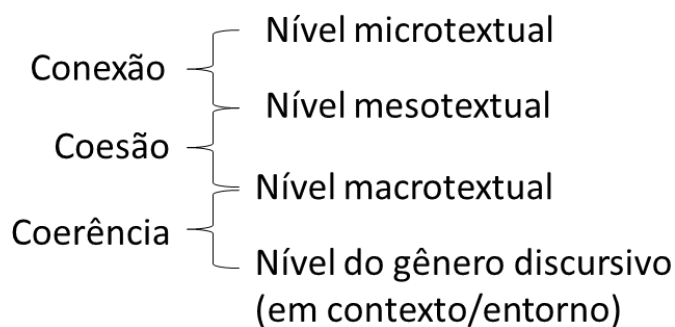 Nível microtextual
Conexão
Nível mesotextual
Coesão
Nível macrotextual
Coerência
Nível do gênero discursivo
(em contexto/entorno)